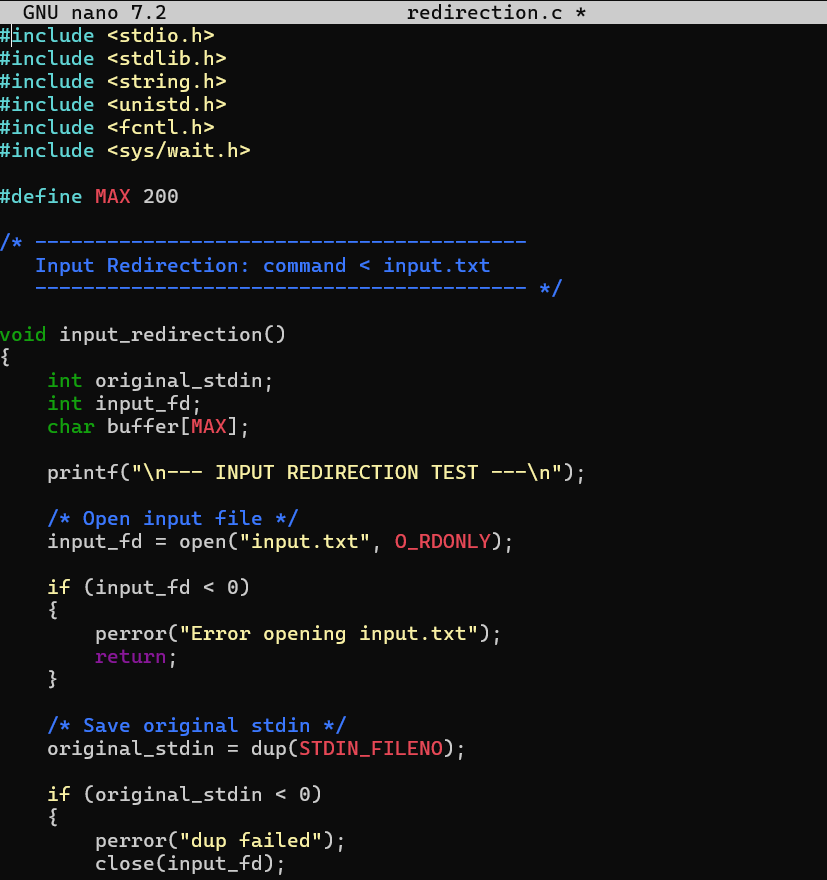 GNU nano 7.2 redirection.c *
#include <stdio.h>
#include <stdlib.h>
#include <string.h>
#include <unistd.h>
#include <fcntl.h>
#include <sys/wait.h>

#define MAX 200

/* -----------------------------------------
   Input Redirection: command < input.txt
   ----------------------------------------- */

void input_redirection()
{
    int original_stdin;
    int input_fd;
    char buffer[MAX];

    printf("\n--- INPUT REDIRECTION TEST ---\n");

    /* Open input file */
    input_fd = open("input.txt", O_RDONLY);

    if (input_fd < 0)
    {
        perror("Error opening input.txt");
        return;
    }

    /* Save original stdin */
    original_stdin = dup(STDIN_FILENO);

    if (original_stdin < 0)
    {
        perror("dup failed");
        close(input_fd);